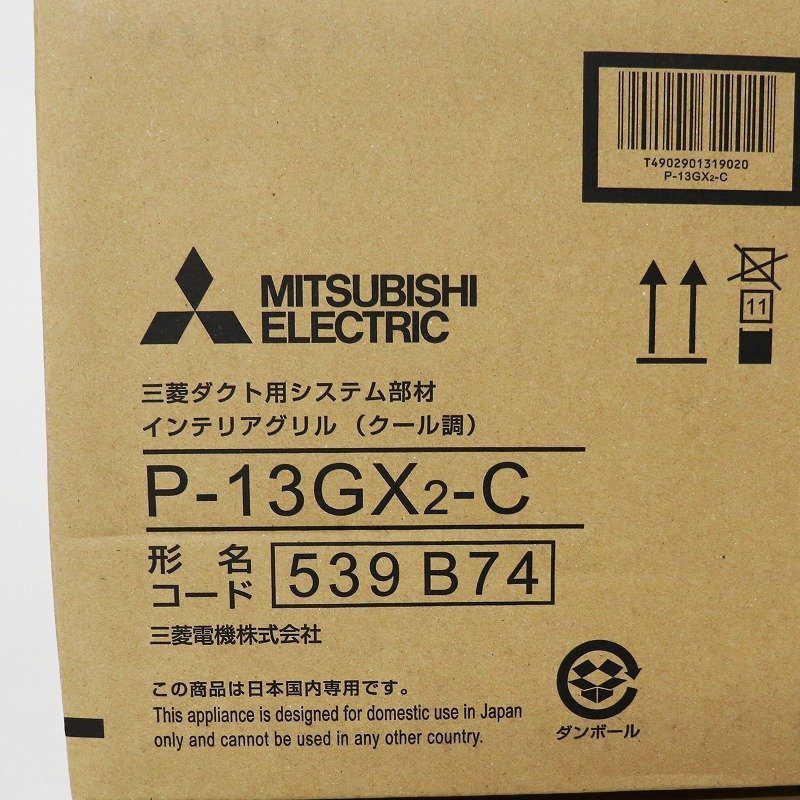 T4902901319020
P-13GX₂-C
MITSUBISHI
ELECTRIC
11
三菱ダクト用システム部材
インテリアグリル（クール調）
P-13GX₂-C
形名
コード
539 B74
三菱電機株式会社
この商品は日本国内専用です。
This appliance is designed for domestic use in Japan
only and cannot be used in any other country.
ダンボール